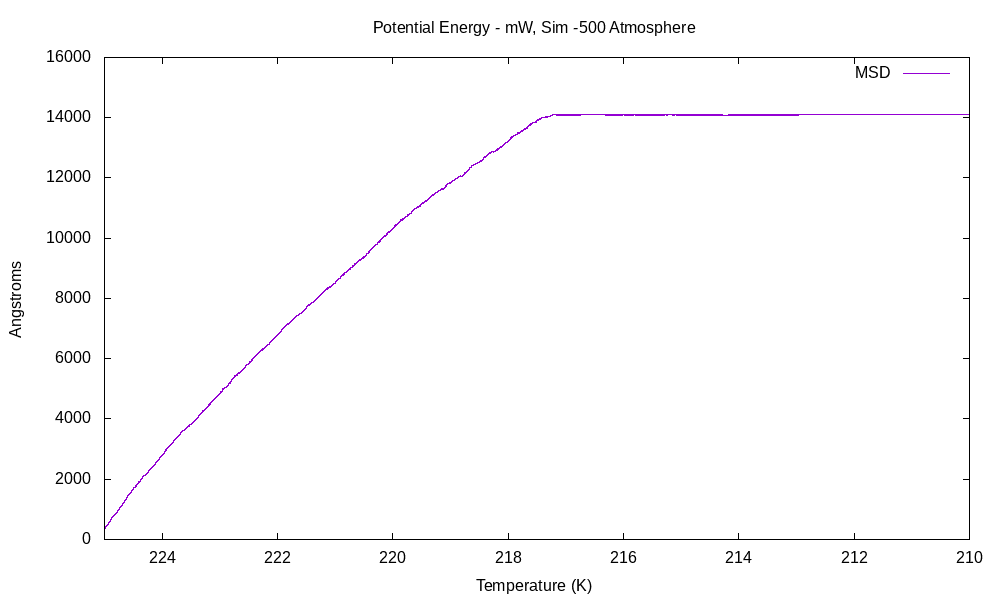 Potential Energy - mW, Sim -500 Atmosphere
MSD
16000
14000
12000
10000
8000
6000
4000
2000
0
Angstroms
224 222 220 218 216 214 212 210
Temperature (K)